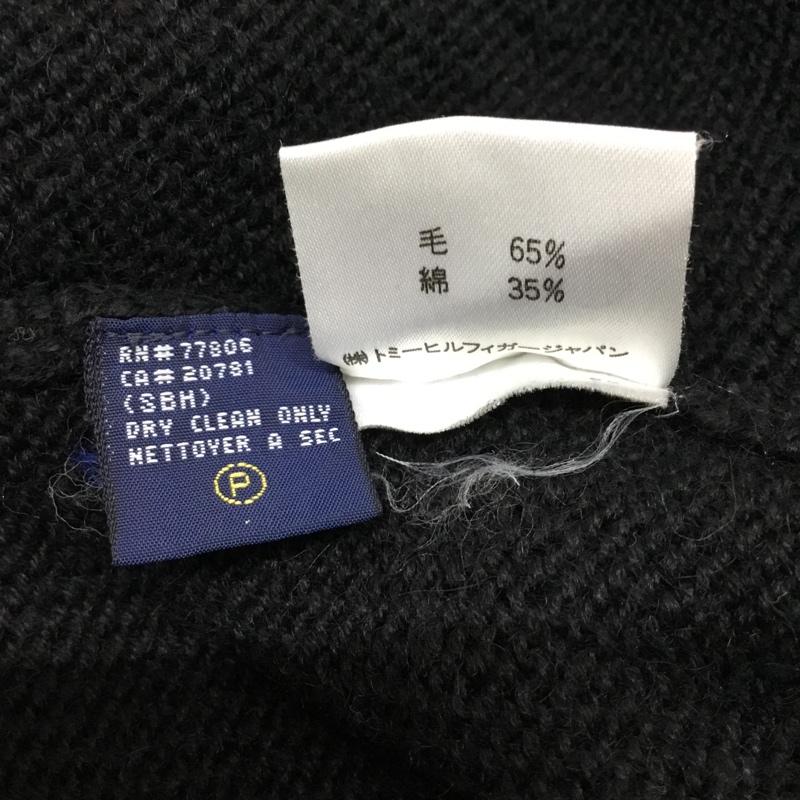 毛 65%
綿 35%
㈱トミーヒルフィガージャパン
RN# 77806
CA# 20781
(SBH)
DRY CLEAN ONLY
NETTOYER A SEC
P